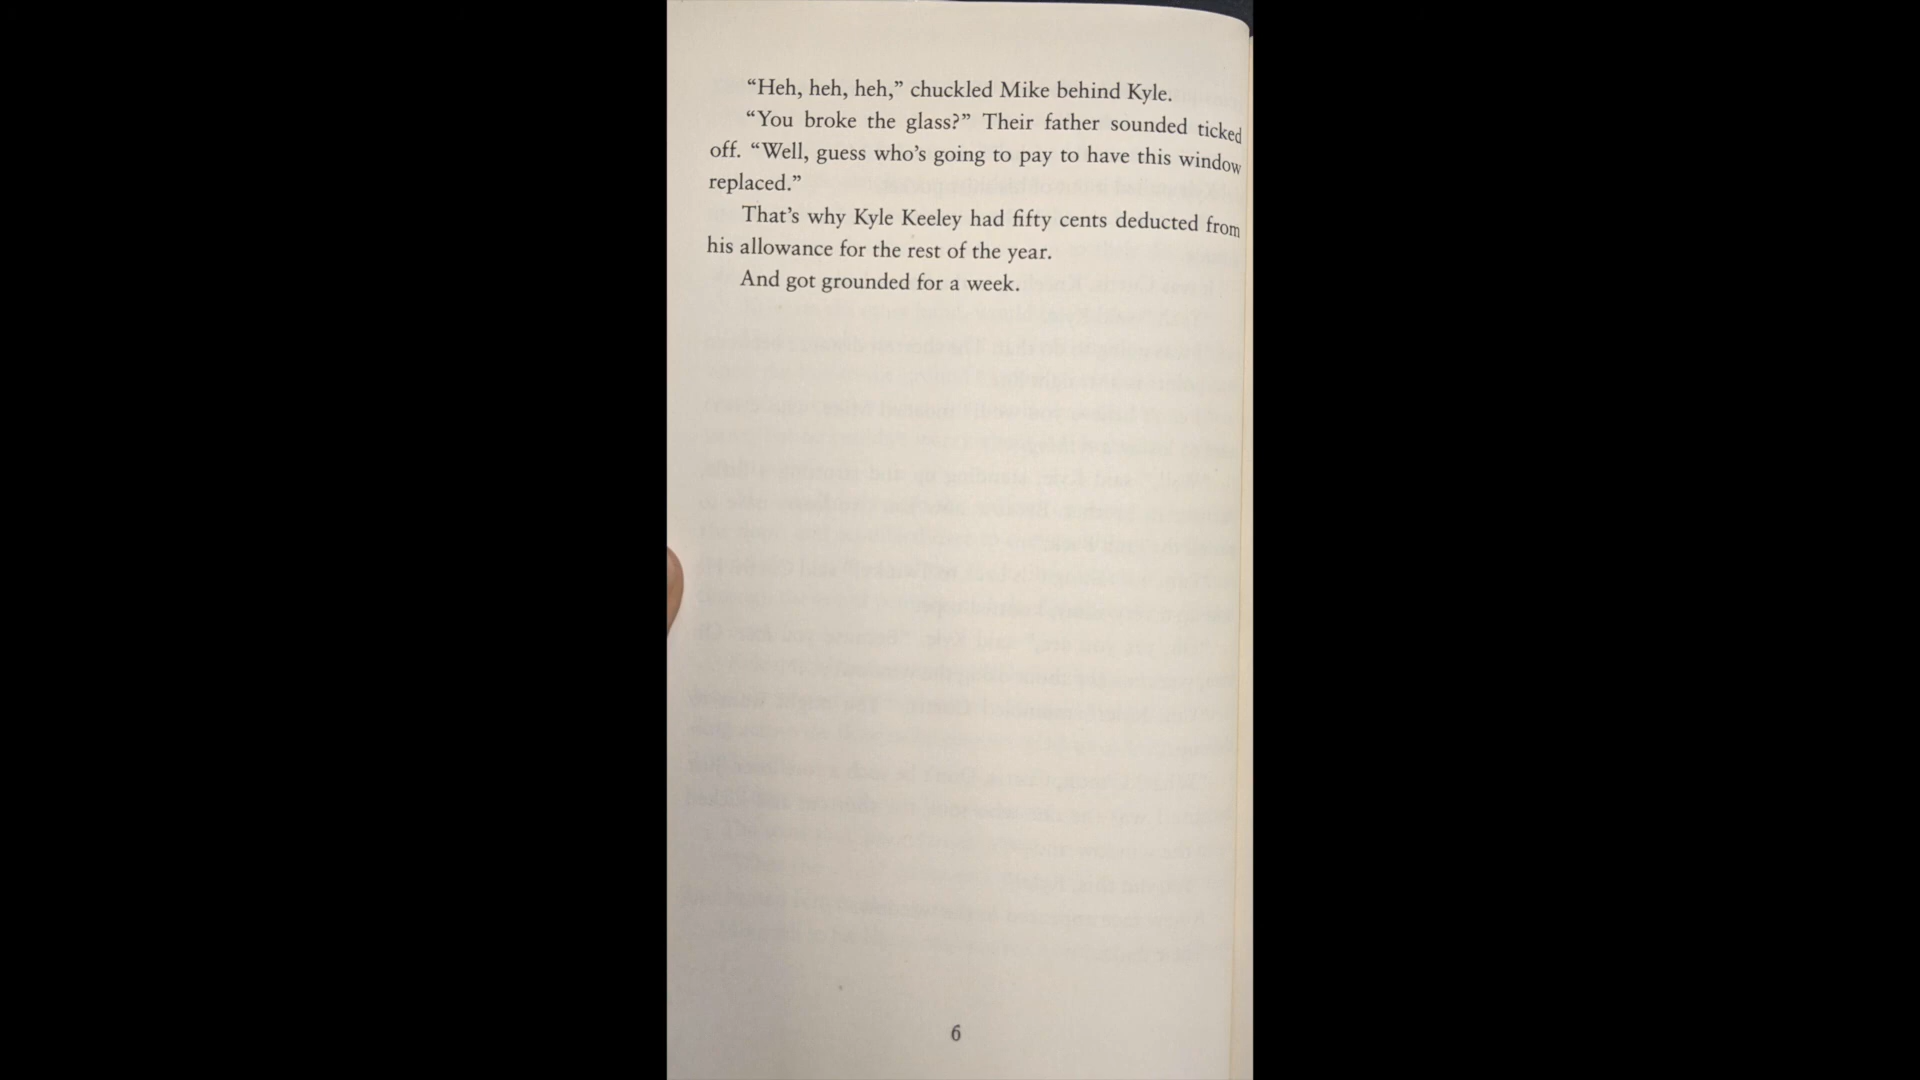 “Heh, heh, heh,” chuckled Mike behind Kyle.
“You broke the glass?” Their father sounded ticked
off. “Well, guess who’s going to pay to have this window
replaced.”
That’s why Kyle Keeley had fifty cents deducted from
his allowance for the rest of the year.
And got grounded for a week.
6